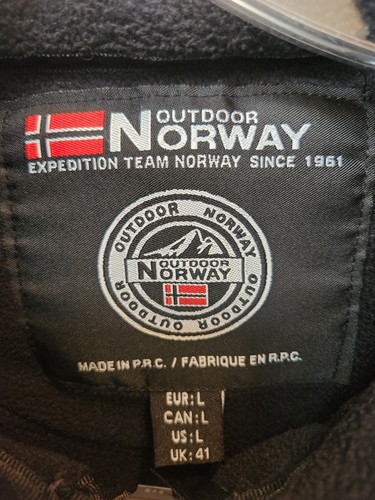 OUTDOOR
NORWAY
EXPEDITION TEAM NORWAY SINCE 1961
OUTDOOR NORWAY
OUTDOOR
NORWAY
OUTDOOR OUTDOOR
MADE IN P.R.C. / FABRIQUE EN R.P.C.
EUR:L
CAN:L
US:L
UK:41